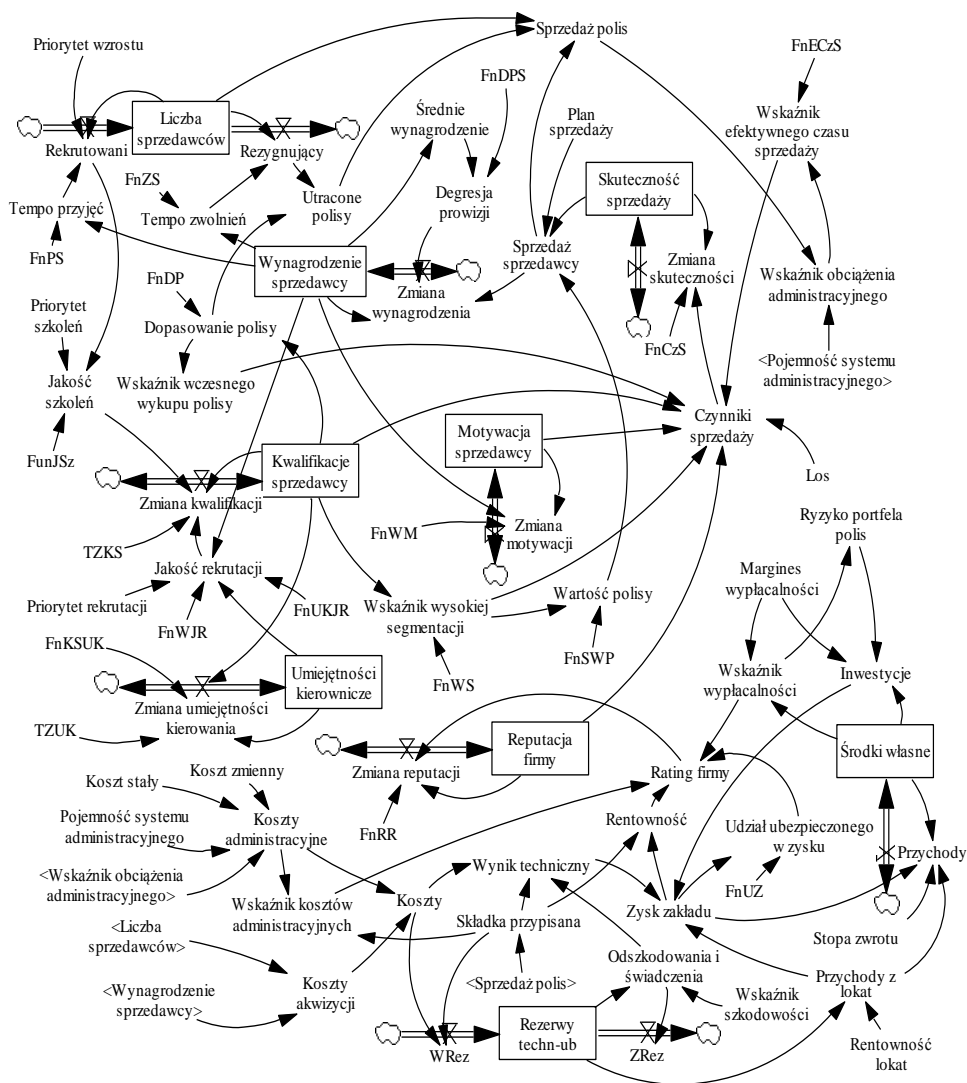 Priorytet wzrostu
Sprzedaż polis
FnECzS
FnDPS
Liczba
sprzedawców
Średnie
wynagrodzenie
Plan
sprzedaży
Wskaźnik
efektywnego czasu
sprzedaży
Rekrutowani
Rezygnujący
FnZS
Utracone
polisy
Degresja
prowizji
Skuteczność
sprzedaży
Tempo przyjęć
Tempo zwolnień
FnPS
Wynagrodzenie
sprzedawcy
Sprzedaż
sprzedawcy
Zmiana
skuteczności
Wskaźnik obciążenia
administracyjnego
FnDP
Zmiana
wynagrodzenia
Priorytet
szkoleń
Dopasowanie polisy
FnCzS
<Pojemność systemu
administracyjnego>
Jakość
szkoleń
Wskaźnik wczesnego
wykupu polisy
Czynniki
sprzedaży
FunJSz
Kwalifikacje
sprzedawcy
Motywacja
sprzedawcy
Los
Zmiana kwalifikacji
FnWM
Zmiana
motywacji
Ryzyko portfela
polis
TZKS
Jakość rekrutacji
Margines
wypłacalności
Priorytet rekrutacji
FnWJR
FnUKJR
Wskaźnik wysokiej
segmentacji
Wartość polisy
FnKSUK
FnWS
FnSWP
Wskaźnik
wypłacalności
Inwestycje
Umiejętności
kierownicze
Zmiana umiejętności
kierowania
TZUK
Reputacja
firmy
Środki własne
Zmiana reputacji
Rating firmy
Koszt zmienny
Koszt stały
FnRR
Rentowność
Pojemność systemu
administracyjnego
Koszty
administracyjne
Udział ubezpieczonego
w zysku
Przychody
Wynik techniczny
<Wskaźnik obciążenia
administracyjnego>
FnUZ
Wskaźnik kosztów
administracyjnych
Koszty
Składka przypisana
Zysk zakładu
<Liczba
sprzedawców>
Stopa zwrotu
Koszty
akwizycji
<Sprzedaż polis>
Odszkodowania i
świadczenia
Przychody z
lokat
<Wynagrodzenie
sprzedawcy>
Wskaźnik
szkodowości
Rezerwy
techn-ub
WRez
ZRez
Rentowność
lokat